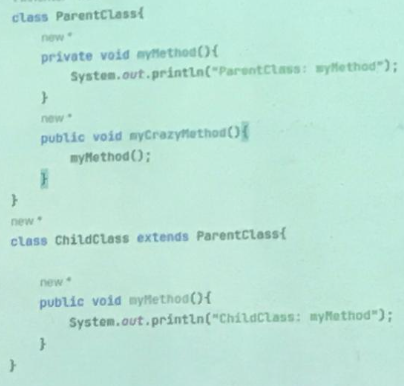 class ParentClass{
new *
private void myMethod(){
System.out.println("ParentClass: myMethod");
}
new *
public void myCrazyMethod(){
myMethod();
}
}
new *
class ChildClass extends ParentClass{
new *
public void myMethod(){
System.out.println("ChildClass: myMethod");
}
}